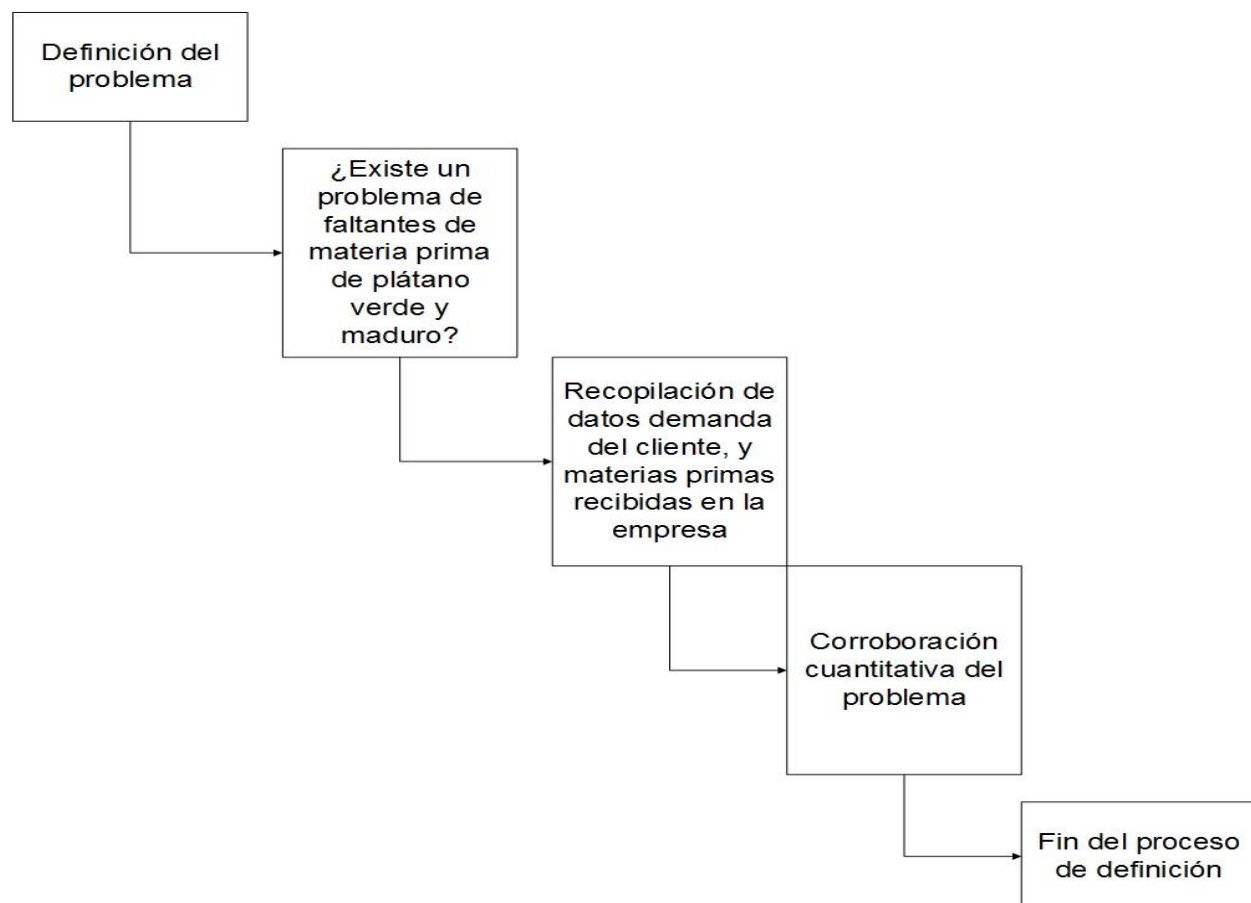 Definición del
problema
¿Existe un
problema de
faltantes de
materia prima
de plátano
verde y
maduro?
Recopilación de
datos demanda
del cliente, y
materias primas
recibidas en la
empresa
Corroboración
cuantitativa del
problema
Fin del proceso
de definición